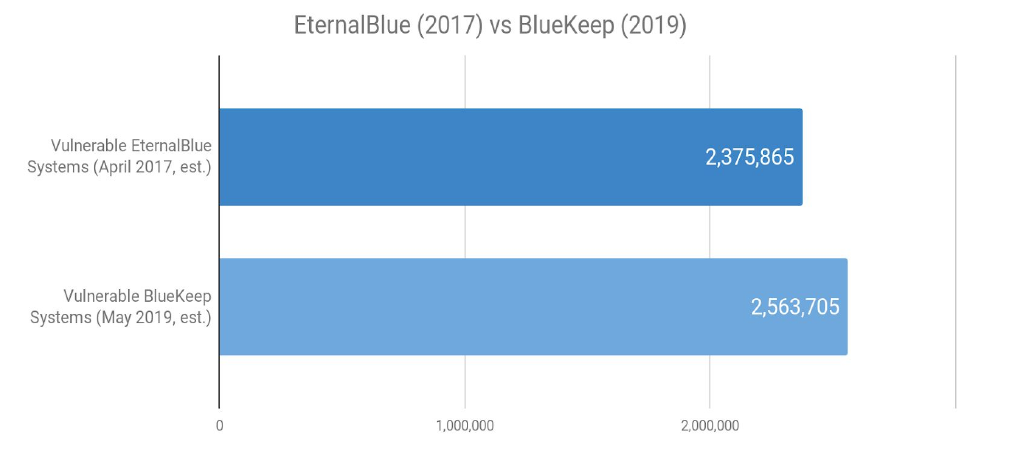 EternalBlue (2017) vs BlueKeep (2019)
Vulnerable EternalBlue
Systems (April 2017, est.)
2,375,865
Vulnerable BlueKeep
Systems (May 2019, est.)
2,563,705
0
1,000,000
2,000,000